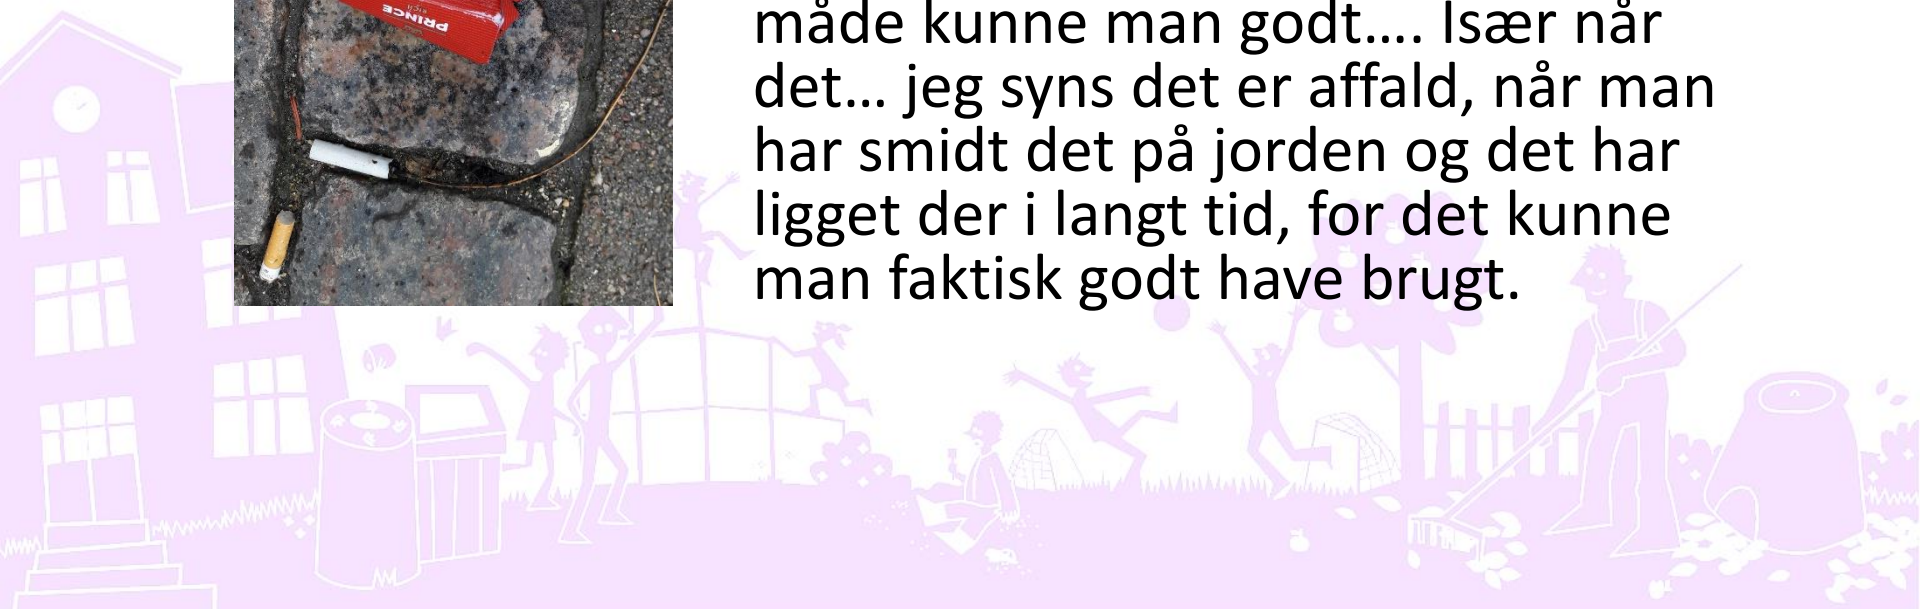 PRINCE
RICH
måde kunne man godt…. Især når
det… jeg syns det er affald, når man
har smidt det på jorden og det har
ligget der i langt tid, for det kunne
man faktisk godt have brugt.